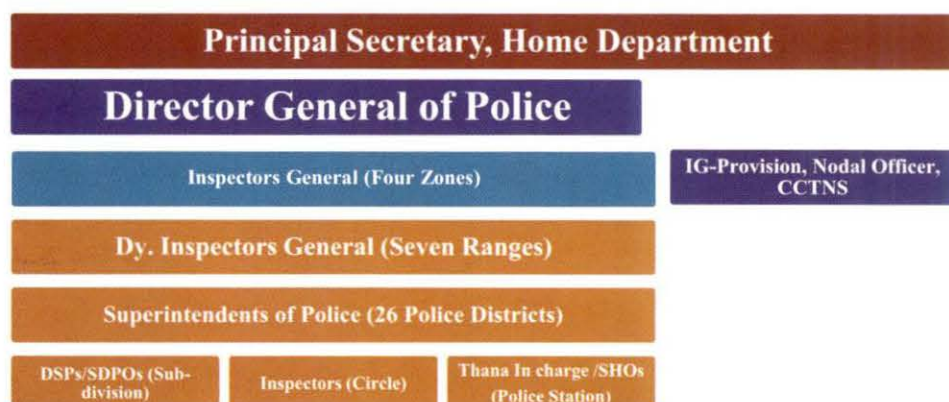 Principal Secretary, Home Department
Director General of Police
Inspectors General (Four Zones)
IG-Provision, Nodal Officer,
CCTNS
Dy. Inspectors General (Seven Ranges)
Superintendents of Police (26 Police Districts)
DSPs/SDPOs (Sub-
division)
Inspectors (Circle)
Thana In charge /SHOs
(Police Station)